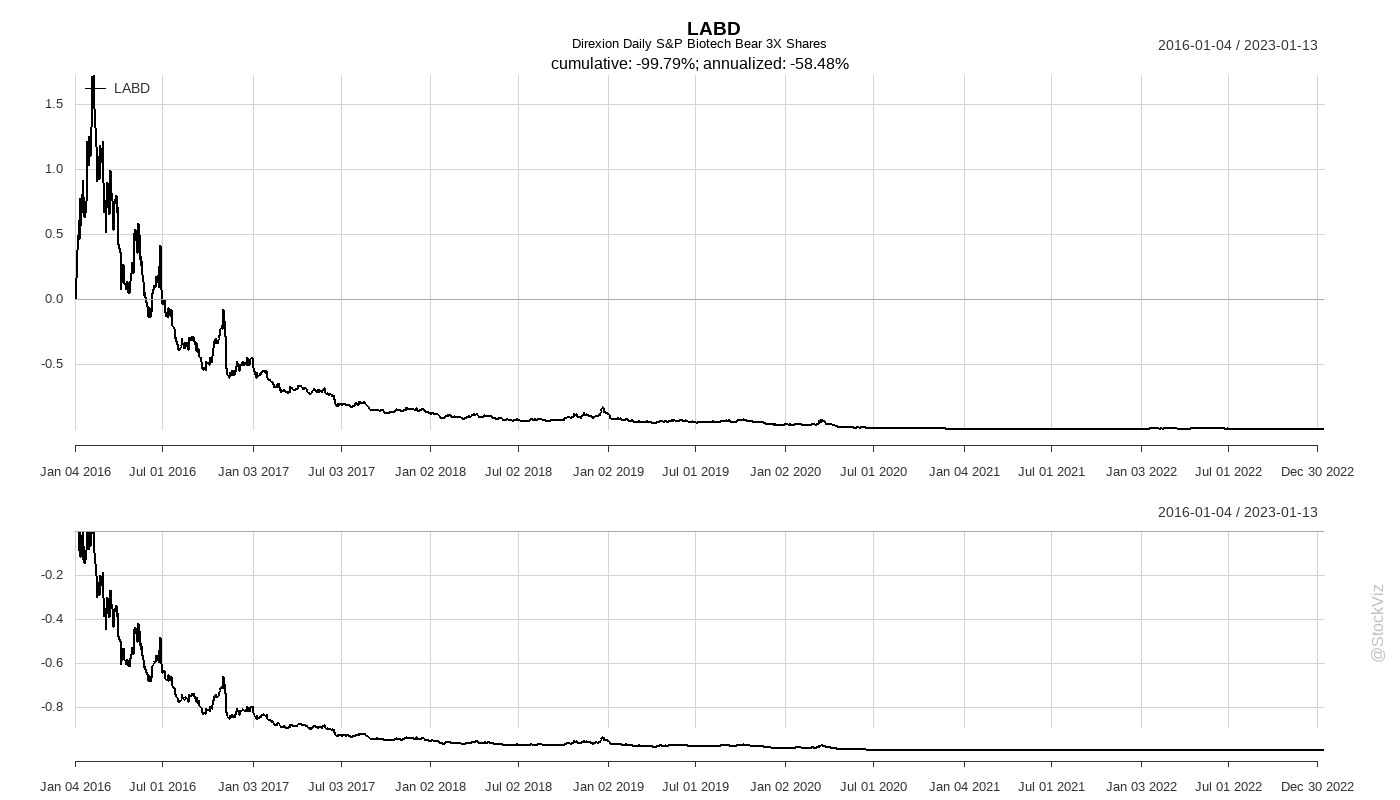 LABD
Direxion Daily S&P Biotech Bear 3X Shares
2016-01-04 / 2023-01-13
cumulative: -99.79%; annualized: -58.48%
LABD
1.5
1.0
0.5
0.0
-0.5
Jan 04 2016 Jul 01 2016 Jan 03 2017 Jul 03 2017 Jan 02 2018 Jul 02 2018 Jan 02 2019 Jul 01 2019 Jan 02 2020 Jul 01 2020 Jan 04 2021 Jul 01 2021 Jan 03 2022 Jul 01 2022 Dec 30 2022
2016-01-04 / 2023-01-13
-0.2
-0.4
-0.6
-0.8
Jan 04 2016 Jul 01 2016 Jan 03 2017 Jul 03 2017 Jan 02 2018 Jul 02 2018 Jan 02 2019 Jul 01 2019 Jan 02 2020 Jul 01 2020 Jan 04 2021 Jul 01 2021 Jan 03 2022 Jul 01 2022 Dec 30 2022
@StockViz